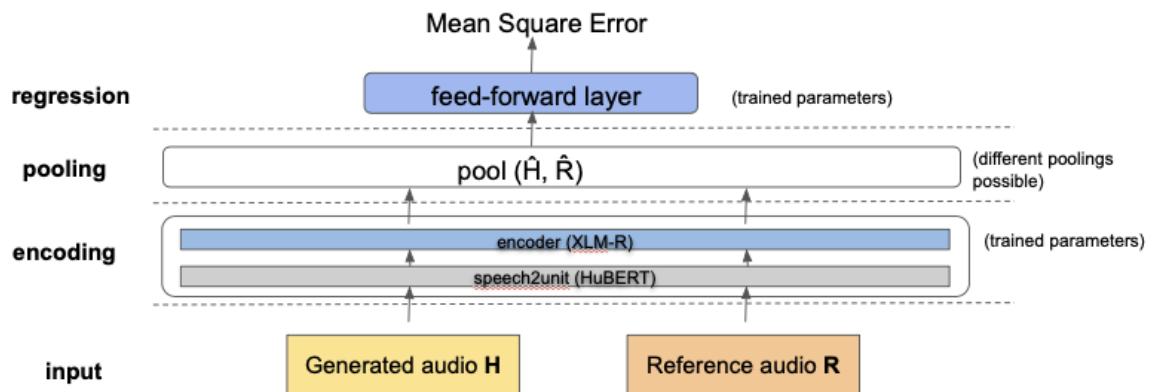 Mean Square Error
regression
feed-forward layer
(trained parameters)
pooling
pool (Ĥ, R̂)
(different poolings
possible)
encoding
encoder (XLM-R)
(trained parameters)
speech2unit (HuBERT)
input
Generated audio H
Reference audio R